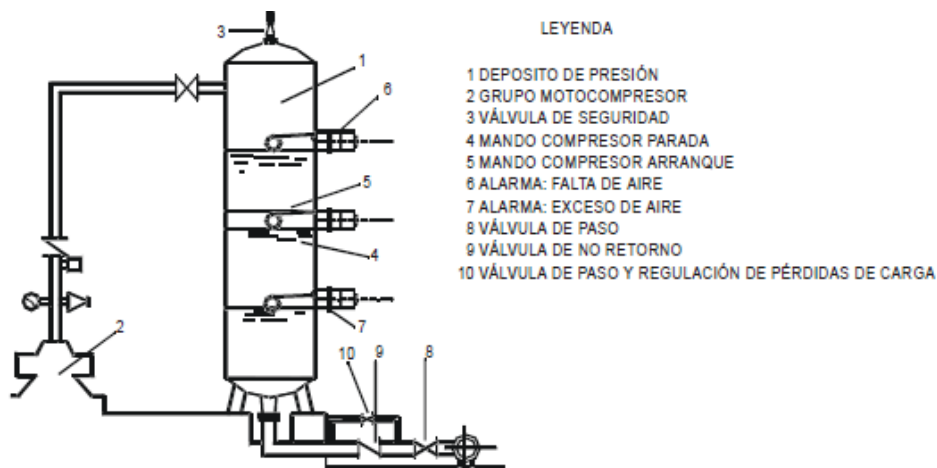 LEYENDA
1 DEPOSITO DE PRESIÓN
2 GRUPO MOTOCOMPRESOR
3 VÁLVULA DE SEGURIDAD
4 MANDO COMPRESOR PARADA
5 MANDO COMPRESOR ARRANQUE
6 ALARMA: FALTA DE AIRE
7 ALARMA: EXCESO DE AIRE
8 VÁLVULA DE PASO
9 VÁLVULA DE NO RETORNO
10 VÁLVULA DE PASO Y REGULACIÓN DE PÉRDIDAS DE CARGA
3
1
6
5
4
2
7
10
9
8